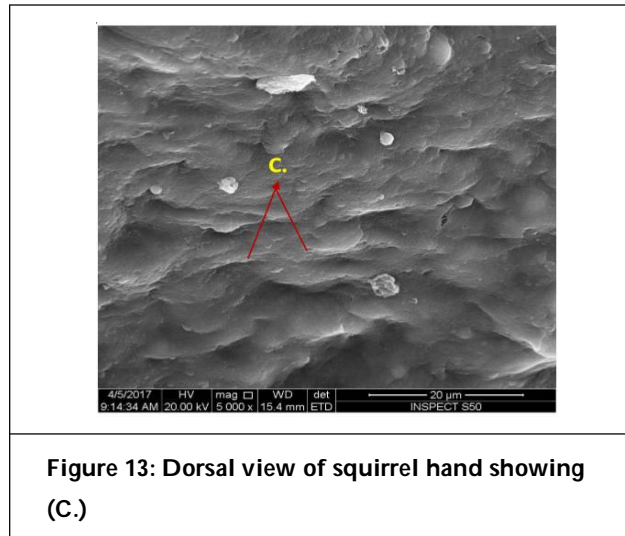 C.
4/5/2017 HV mag □ WD det 20 µm
9:14:34 AM 20.00 kV 5 000 x 15.4 mm ETD INSPECT S50
Figure 13: Dorsal view of squirrel hand showing
(C.)